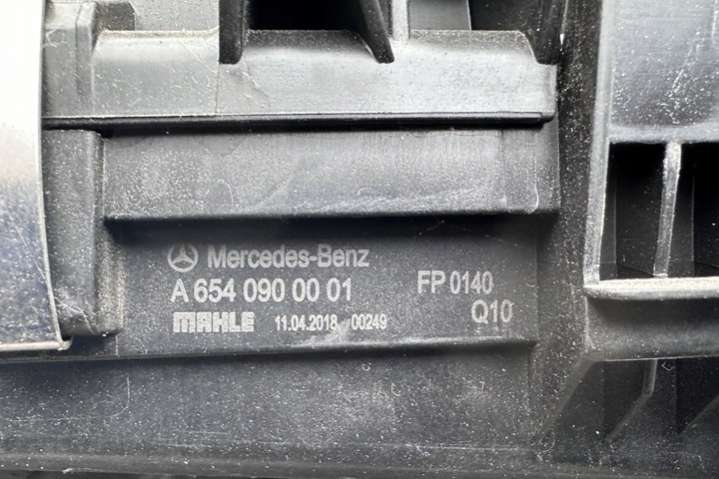 Mercedes-Benz
A 654 090 00 01 FP 0140
MAHLE 11.04.2018 00249 Q10